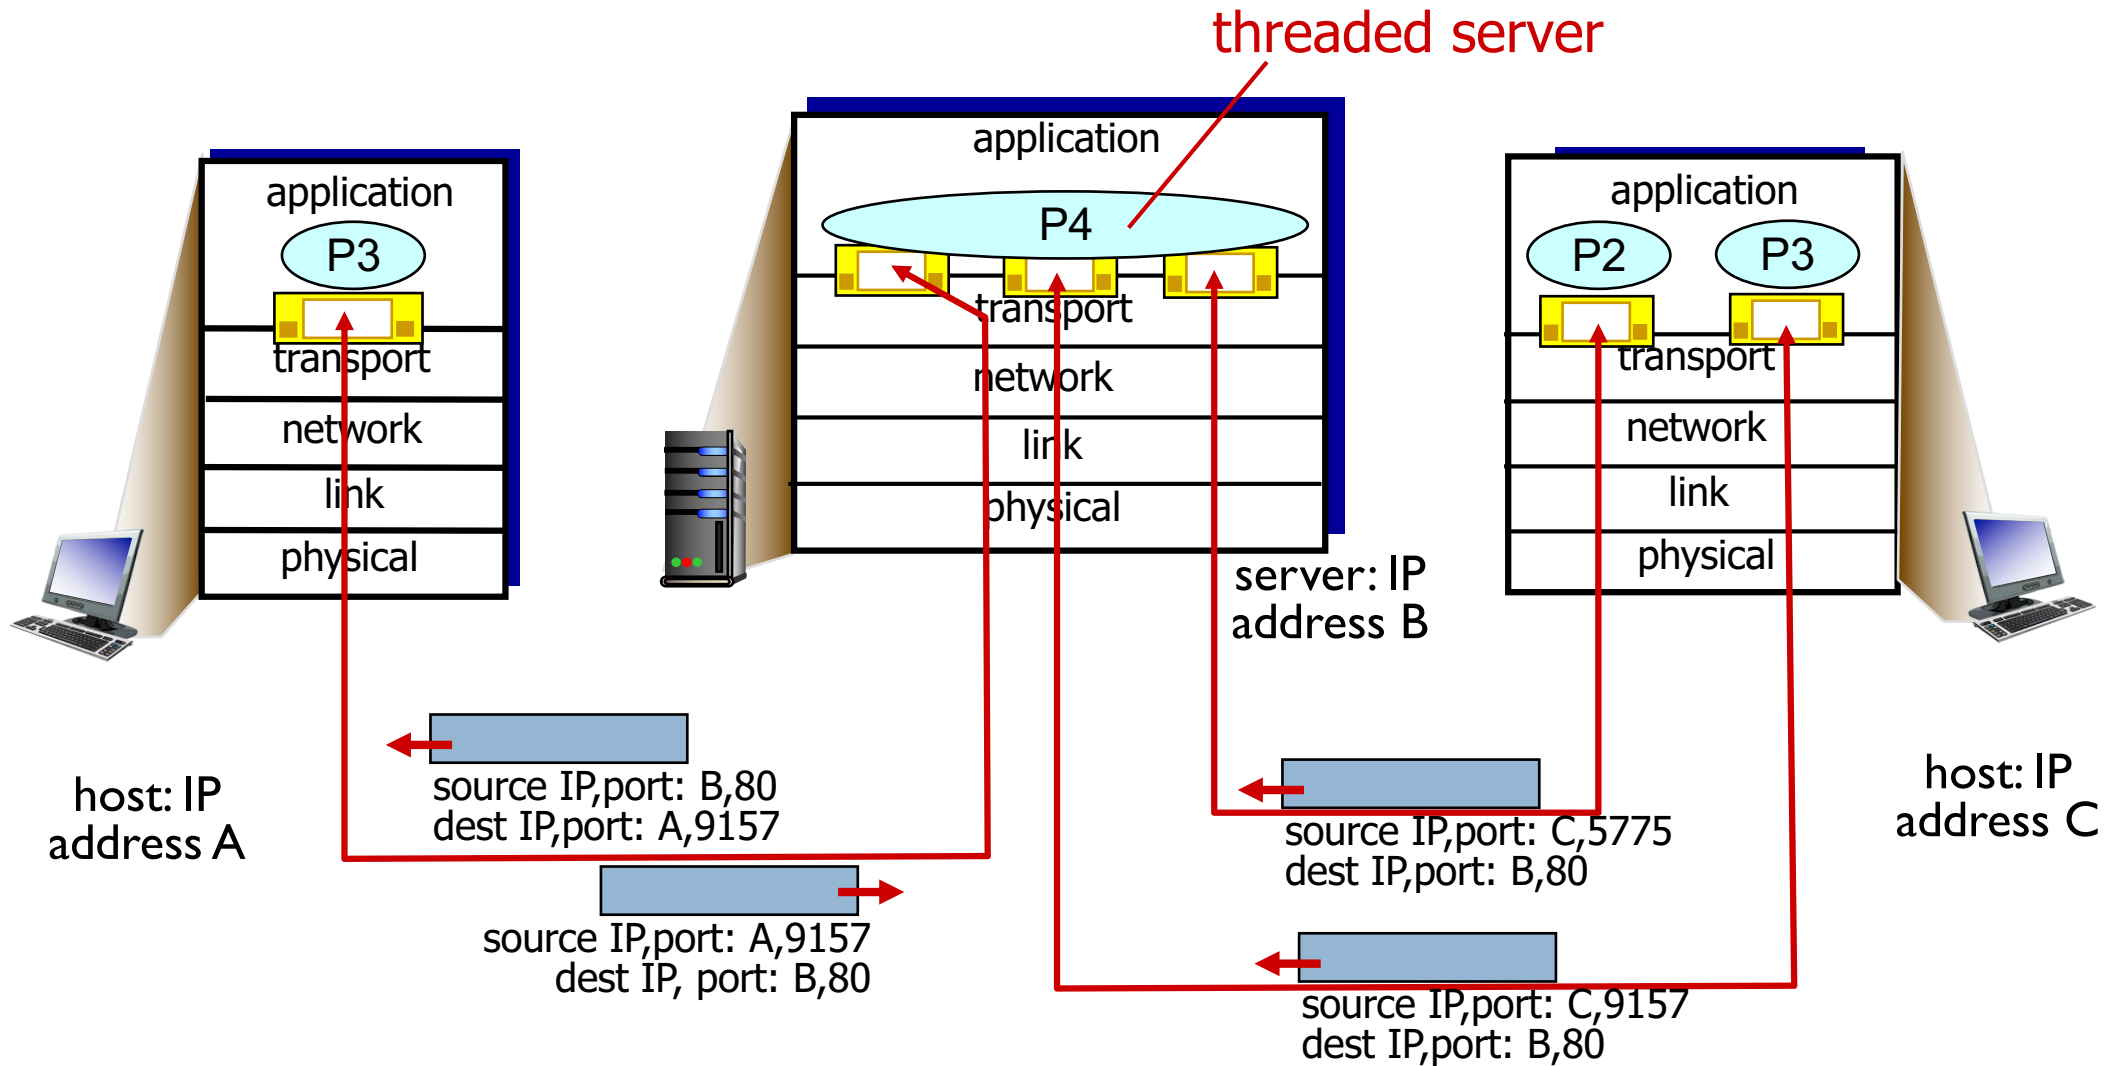 threaded server
application
P3
transport
network
link
physical
application
P4
transport
network
link
physical
application
P2
P3
transport
network
link
physical
server: IP
address B
host: IP
address A
source IP,port: B,80
dest IP,port: A,9157
source IP,port: A,9157
dest IP, port: B,80
source IP,port: C,5775
dest IP,port: B,80
source IP,port: C,9157
dest IP,port: B,80
host: IP
address C